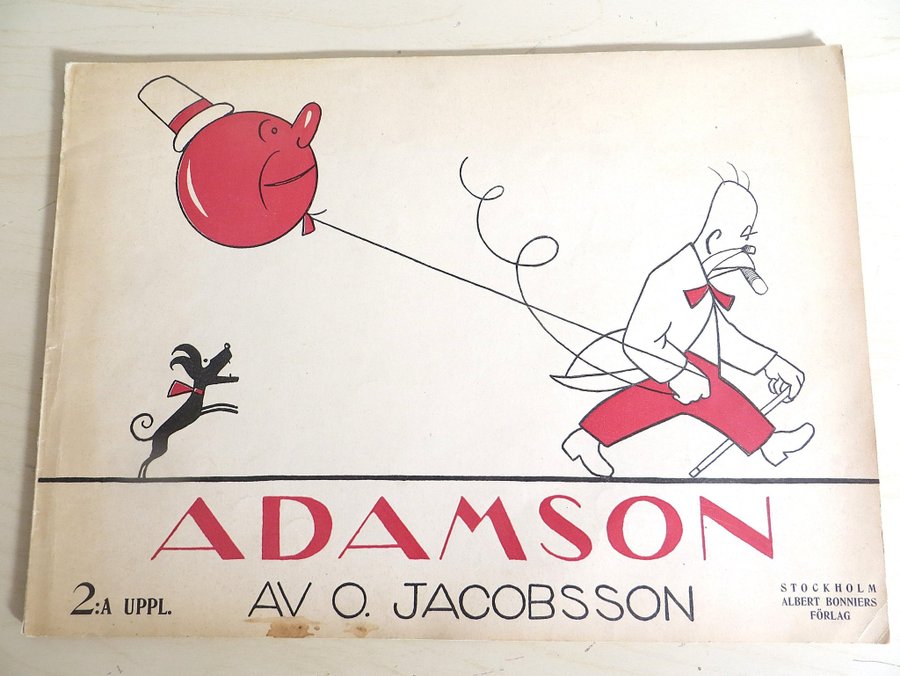 ADAMSON
2:A UPPL.
AV O. JACOBSSON
STOCKHOLM
ALBERT BONNIERS
FÖRLAG